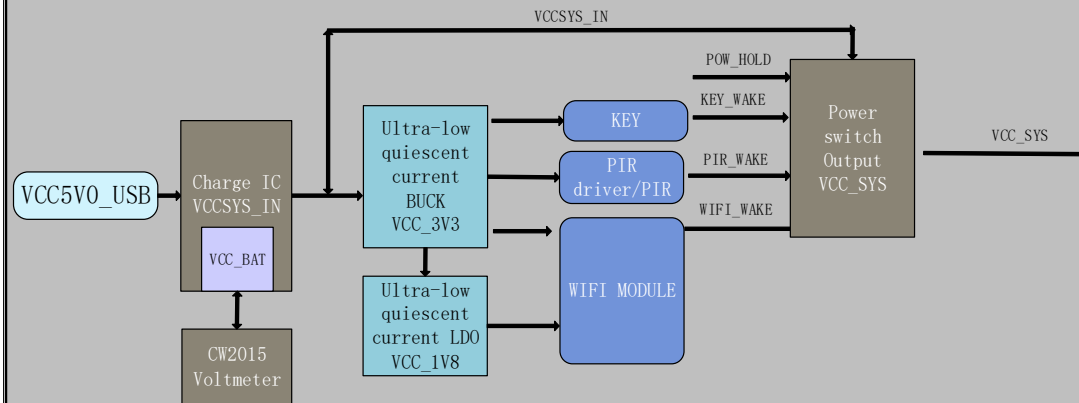 VCCSYS_IN
POW_HOLD
KEY_WAKE
PIR_WAKE
WIFI_WAKE
VCC_SYS
VCC5V0_USB
Charge IC
VCCSYS_IN
VCC_BAT
CW2015
Voltmeter
Ultra-low
quiescent
current
BUCK
VCC_3V3
Ultra-low
quiescent
current LDO
VCC_1V8
KEY
PIR
driver/PIR
WIFI MODULE
Power
switch
Output
VCC_SYS